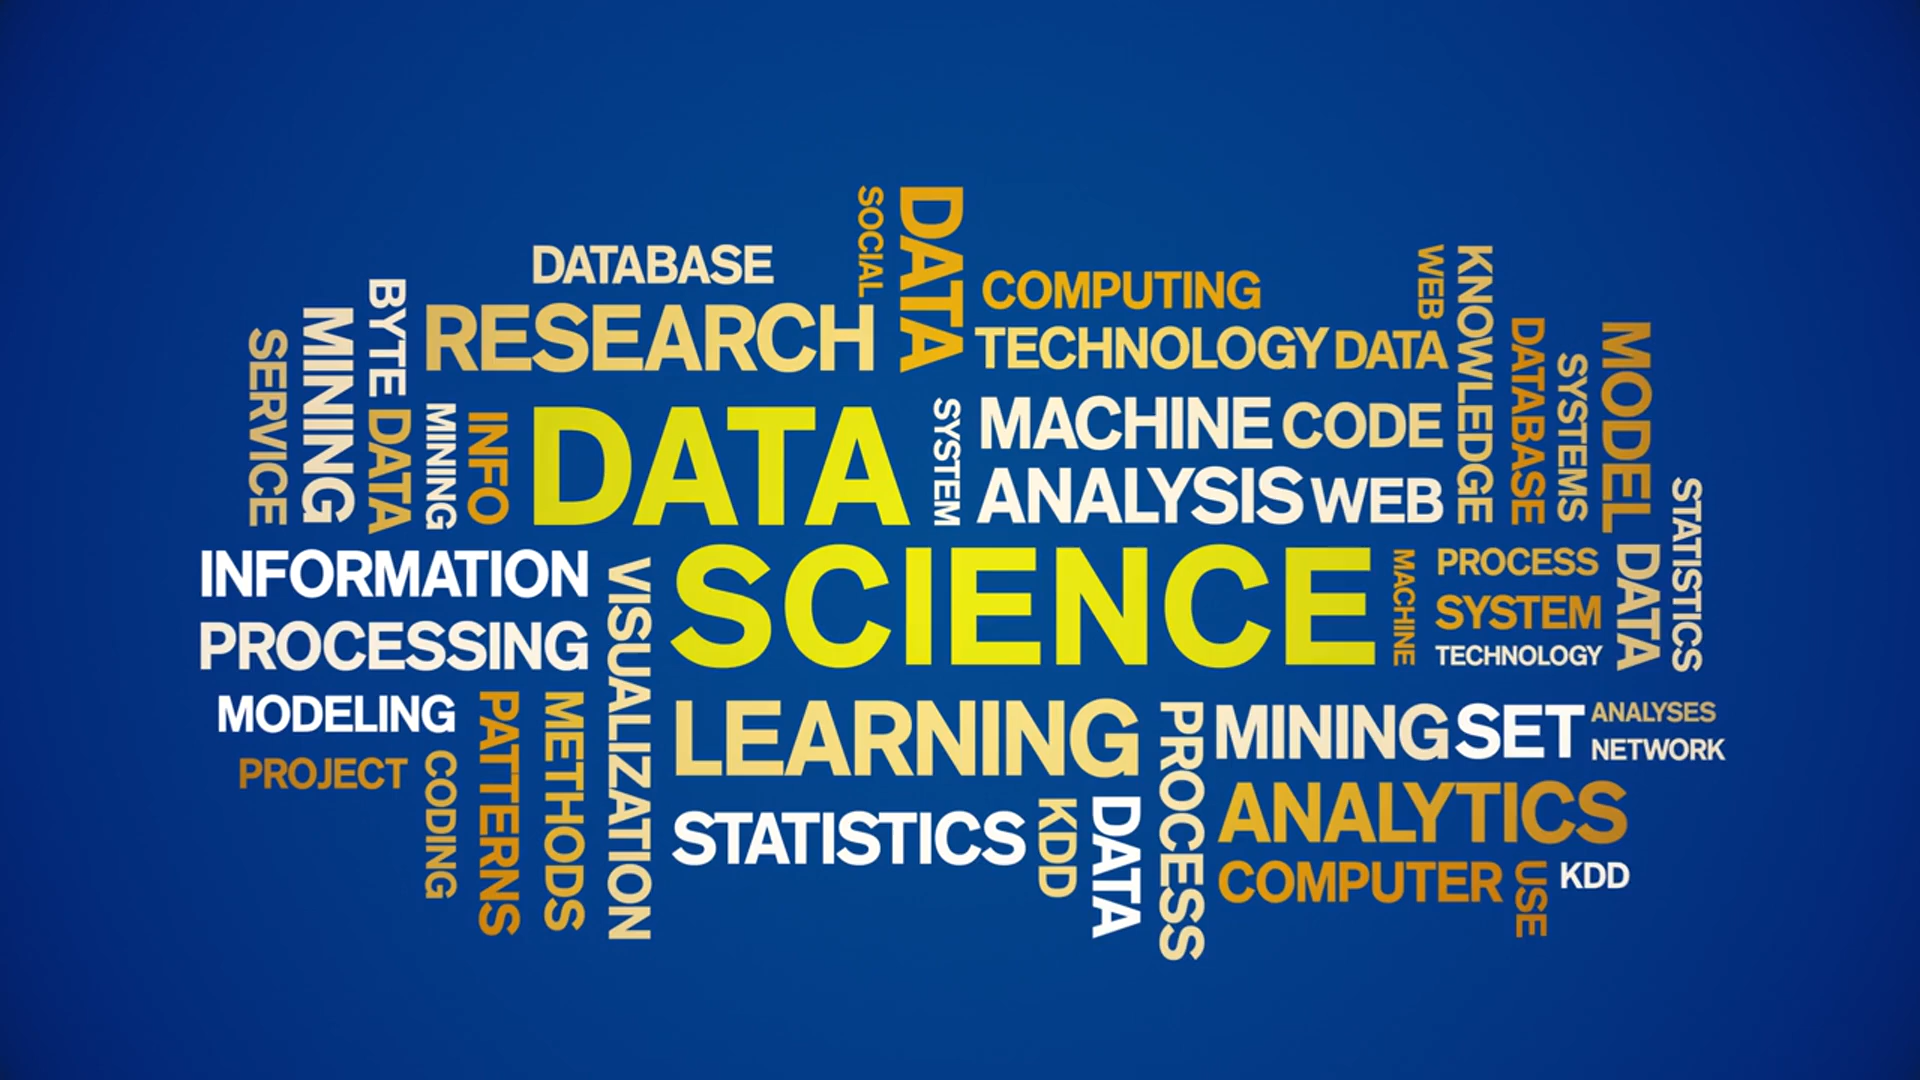 SOCIAL
DATA
DATABASE
COMPUTING
RESEARCH
TECHNOLOGY DATA
WEB
KNOWLEDGE
DATABASE
SYSTEMS
MODEL
SERVICE
MINING
BYTE DATA
MINING
INFO
DATA
SYSTEM
MACHINE CODE
ANALYSIS WEB
STATISTICS
INFORMATION
PROCESSING
VISUALIZATION
SCIENCE
MACHINE
PROCESS
SYSTEM
TECHNOLOGY
DATA
MODELING
PROJECT
CODING
PATTERNS
METHODS
LEARNING
STATISTICS
KDD
DATA
PROCESS
MINING SET
ANALYSES
NETWORK
ANALYTICS
COMPUTER
USE
KDD